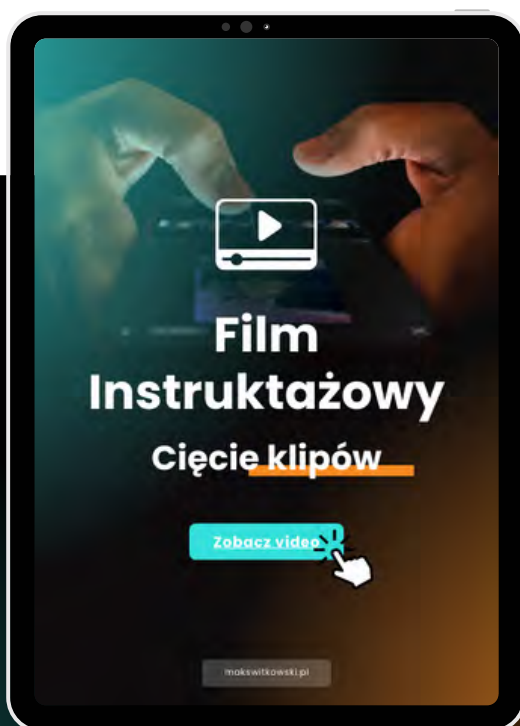 Film
Instruktażowy
Cięcie klipów
Zobacz video
makswitkowski.pl